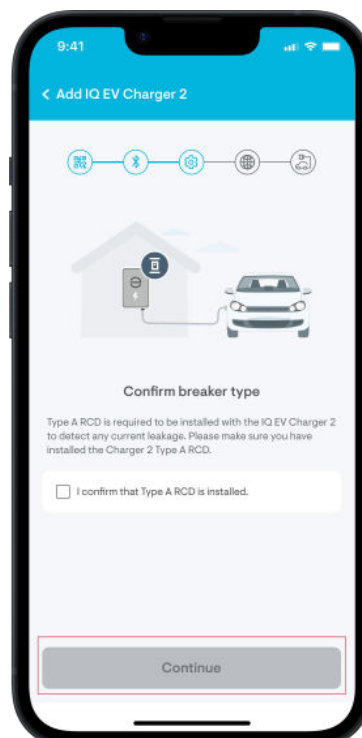 9:41
Add IQ EV Charger 2
Confirm breaker type
Type A RCD is required to be installed with the IQ EV Charger 2
to detect any current leakage. Please make sure you have
installed the Charger 2 Type A RCD.
I confirm that Type A RCD is installed.
Continue